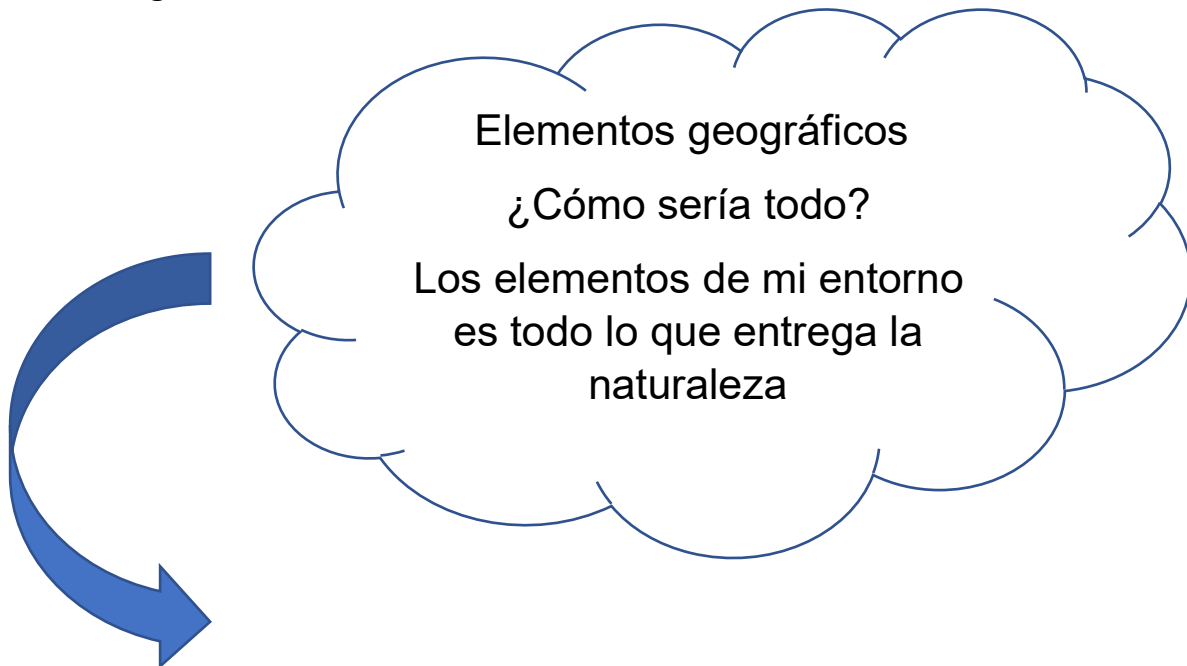 Elementos geográficos
¿Cómo sería todo?
Los elementos de mi entorno
es todo lo que entrega la
naturaleza